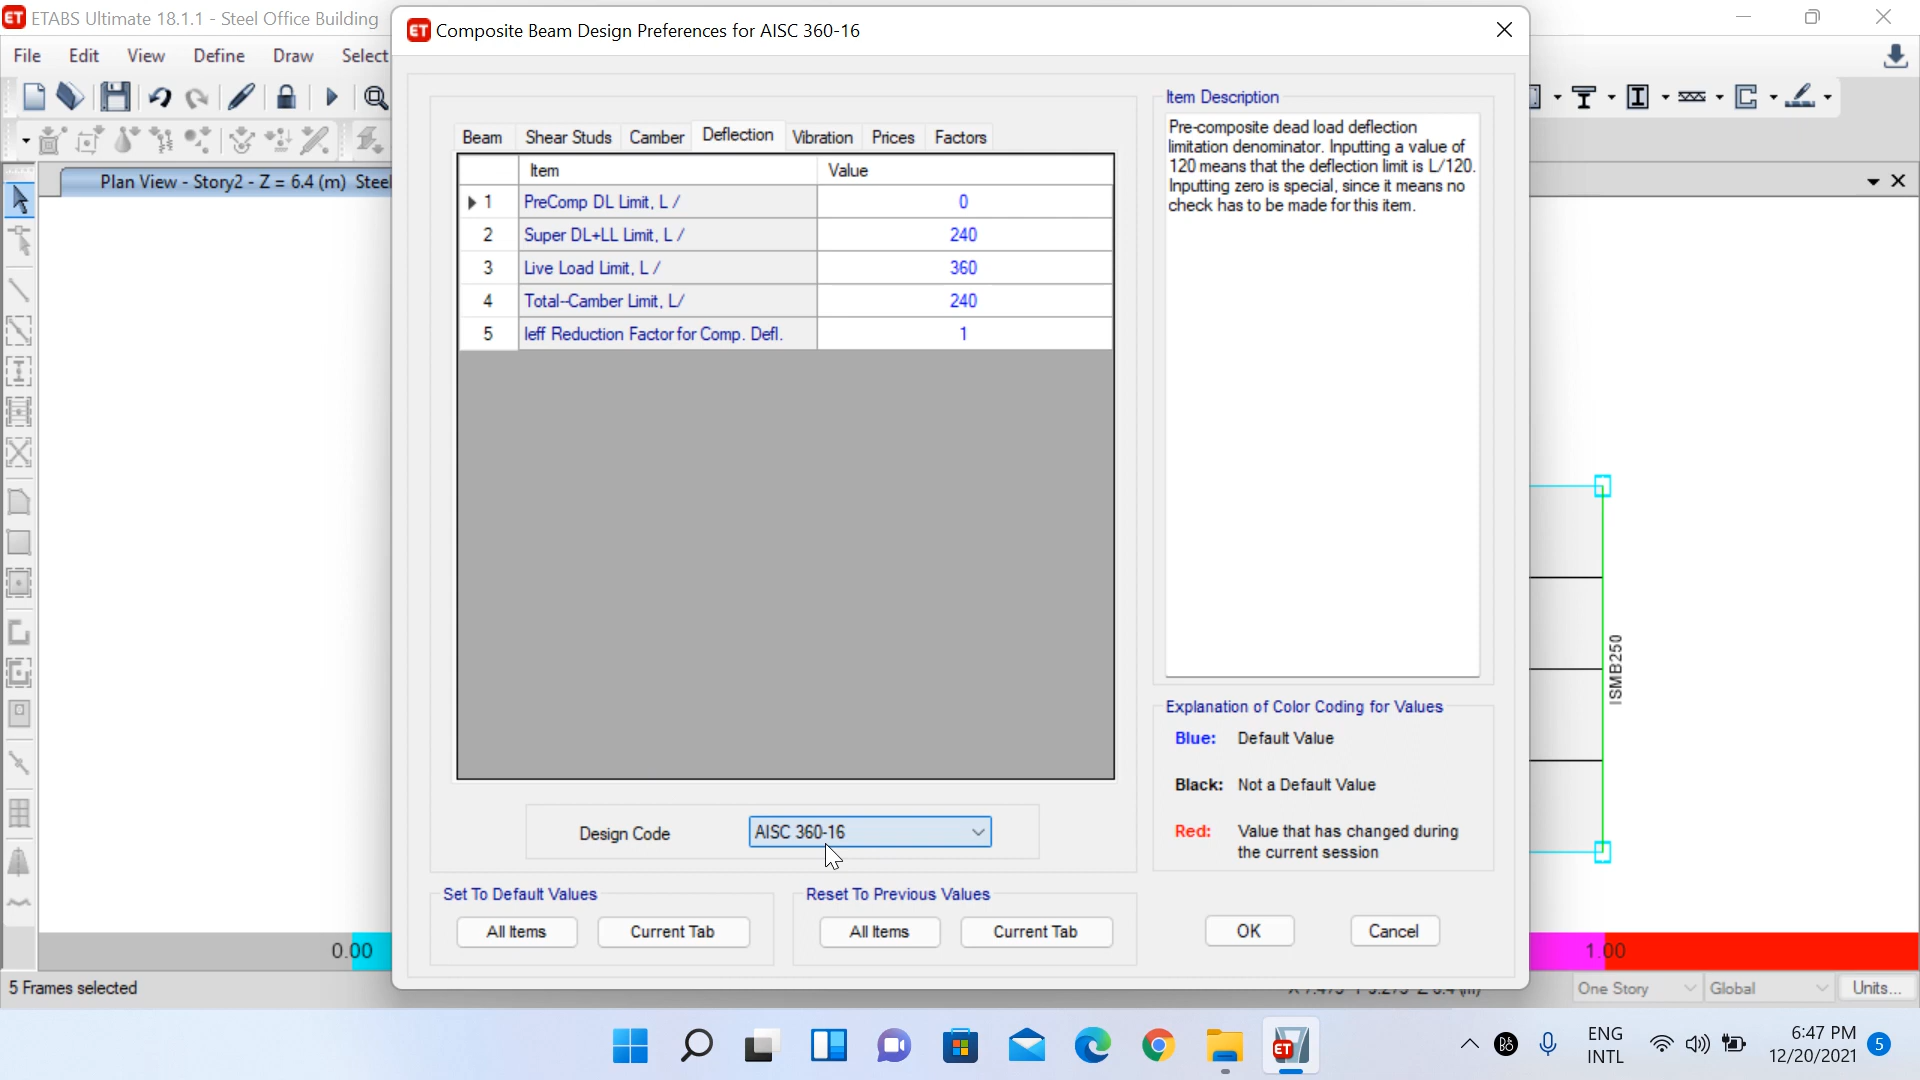 ET ETABS Ultimate 18.1.1 - Steel Office Building
ET Composite Beam Design Preferences for AISC 360-16
File Edit View Define Draw Select
Plan View - Story2 - Z = 6.4 (m) Steel
Beam Shear Studs Camber Deflection Vibration Prices Factors
Item Value
1 PreComp DL Limit, L / 0
2 Super DL+LL Limit, L / 240
3 Live Load Limit, L / 360
4 Total--Camber Limit, L/ 240
5 Ieff Reduction Factor for Comp. Defl. 1
Item Description
Pre-composite dead load deflection
limitation denominator. Inputting a value of
120 means that the deflection limit is L/120.
Inputting zero is special, since it means no
check has to be made for this item.
ISMB250
Explanation of Color Coding for Values
Blue: Default Value
Black: Not a Default Value
Red: Value that has changed during
the current session
Design Code AISC 360-16
Set To Default Values
All Items Current Tab
Reset To Previous Values
All Items Current Tab
OK Cancel
0.00 1.00
5 Frames selected
One Story Global Units...
ET
ENG
INTL
6:47 PM
12/20/2021
5